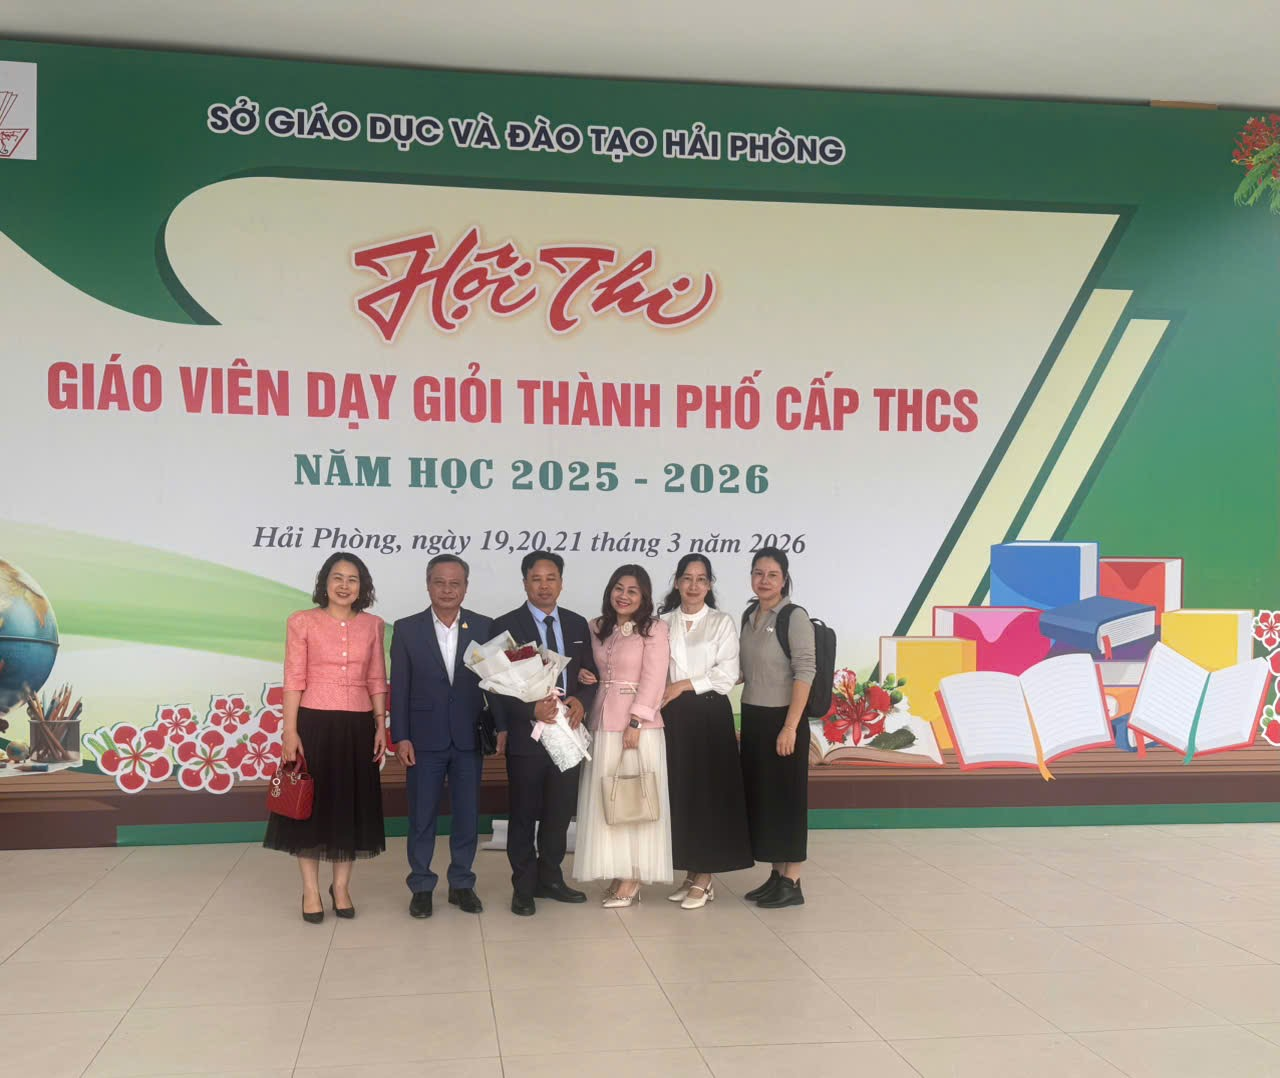 SỞ GIÁO DỤC VÀ ĐÀO TẠO HẢI PHÒNG
Hội Thi
GIÁO VIÊN DẠY GIỎI THÀNH PHỐ CẤP THCS
NĂM HỌC 2025 - 2026
Hải Phòng, ngày 19,20,21 tháng 3 năm 2026